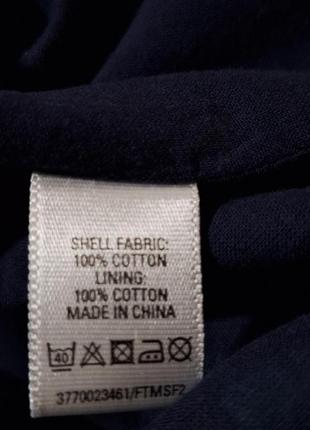 SHELL FABRIC:
100% COTTON
LINING:
100% COTTON
MADE IN CHINA
40
3770023461/FTMSF2